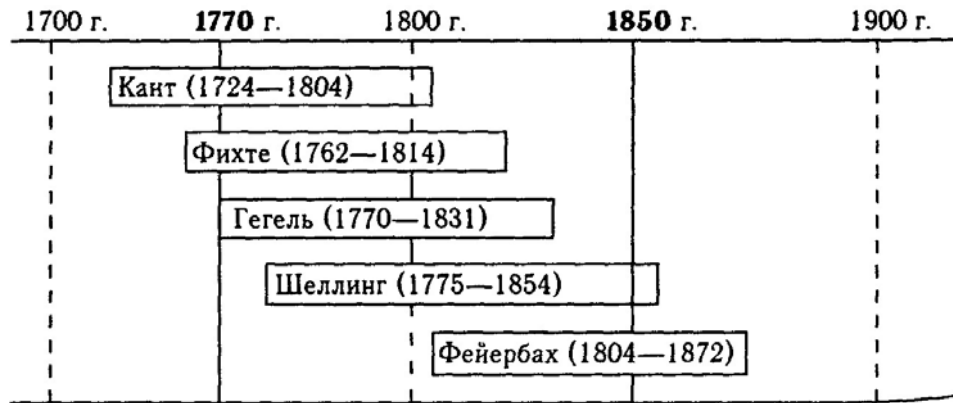 1700 г. 1770 г. 1800 г. 1850 г. 1900 г.
Кант (1724—1804)
Фихте (1762—1814)
Гегель (1770—1831)
Шеллинг (1775—1854)
Фейербах (1804—1872)